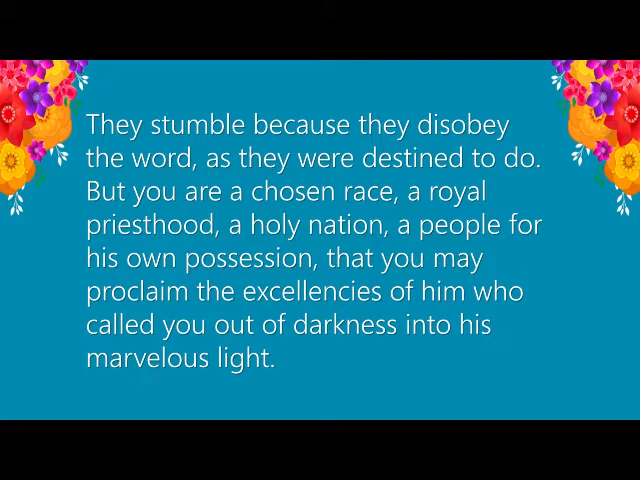 They stumble because they disobey
the word, as they were destined to do.
But you are a chosen race, a royal
priesthood, a holy nation, a people for
his own possession, that you may
proclaim the excellencies of him who
called you out of darkness into his
marvelous light.